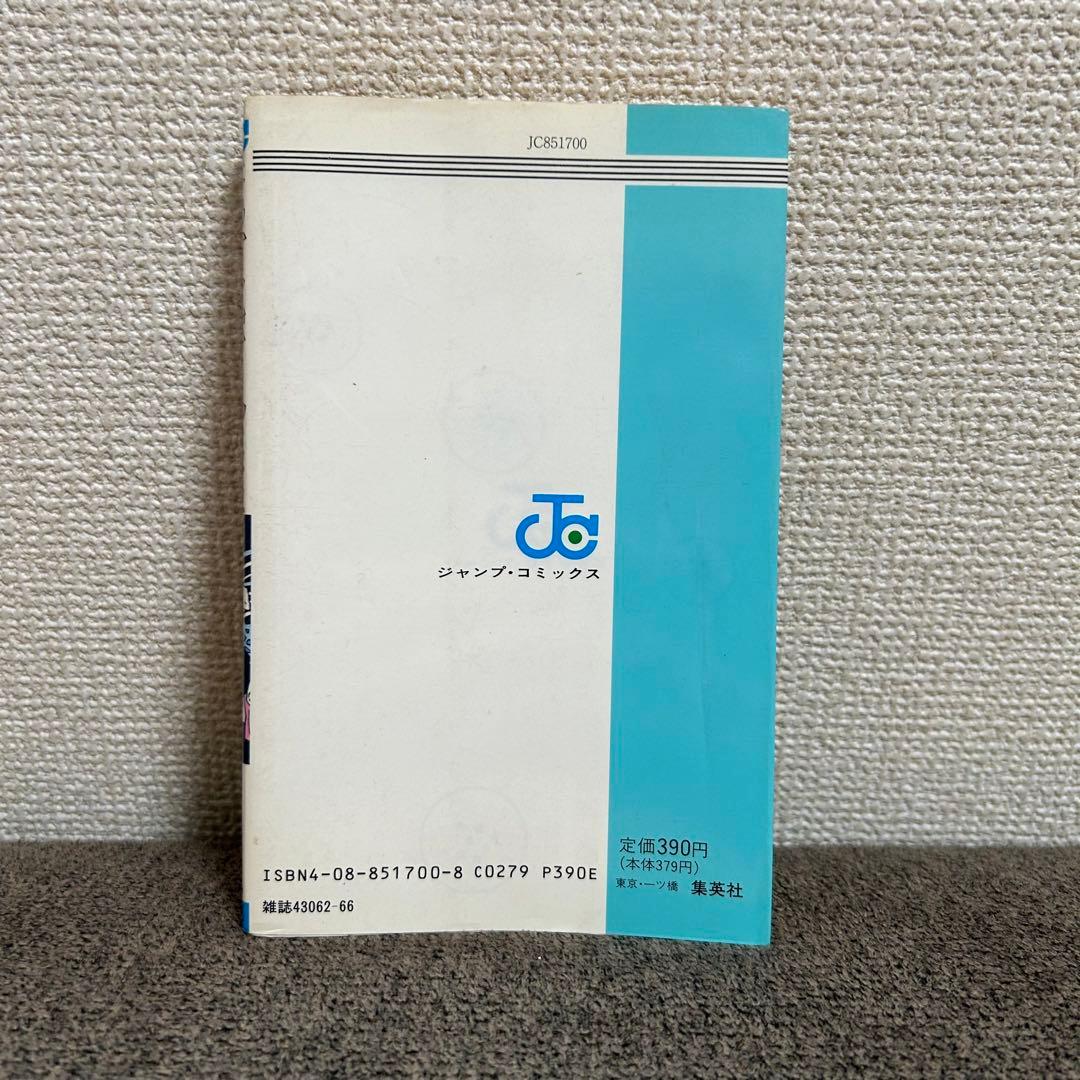 JC851700
JC
ジャンプ・コミックス
定価390円
(本体379円)
東京・一ツ橋 集英社
ISBN4-08-851700-8 C0279 P390E
雑誌43062-66